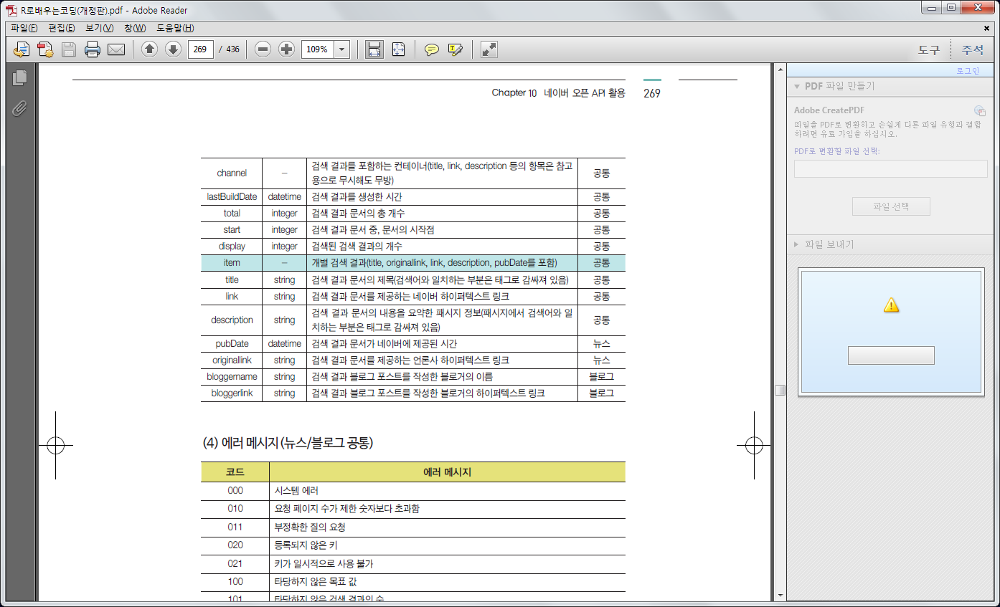 R로배우는코딩(개정판).pdf - Adobe Reader
파일(F) 편집(E) 보기(V) 창(W) 도움말(H)
269 / 436 109% 도구 주석
로그인
PDF 파일 만들기
Adobe CreatePDF
파일을 PDF로 변환하고 손쉽게 다른 파일 유형과 결합
하려면 유료 가입을 하십시오.
PDF로 변환할 파일 선택:
파일 선택
파일 보내기
Chapter 10 네이버 오픈 API 활용 269
channel – 검색 결과를 포함하는 컨테이너(title, link, description 등의 항목은 참고
용으로 무시해도 무방) 공통
lastBuildDate datetime 검색 결과를 생성한 시간 공통
total integer 검색 결과 문서의 총 개수 공통
start integer 검색 결과 문서 중, 문서의 시작점 공통
display integer 검색된 검색 결과의 개수 공통
item – 개별 검색 결과(title, originallink, link, description, pubDate를 포함) 공통
title string 검색 결과 문서의 제목(검색어와 일치하는 부분은 태그로 감싸져 있음) 공통
link string 검색 결과 문서를 제공하는 네이버 하이퍼텍스트 링크 공통
description string 검색 결과 문서의 내용을 요약한 패시지 정보(패시지에서 검색어와 일
치하는 부분은 태그로 감싸져 있음) 공통
pubDate datetime 검색 결과 문서가 네이버에 제공된 시간 뉴스
originallink string 검색 결과 문서를 제공하는 언론사 하이퍼텍스트 링크 뉴스
bloggername string 검색 결과 블로그 포스트를 작성한 블로거의 이름 블로그
bloggerlink string 검색 결과 블로그 포스트를 작성한 블로거의 하이퍼텍스트 링크 블로그
(4) 에러 메시지(뉴스/블로그 공통)
코드 에러 메시지
000 시스템 에러
010 요청 페이지 수가 제한 숫자보다 초과함
011 부정확한 질의 요청
020 등록되지 않은 키
021 키가 일시적으로 사용 불가
100 타당하지 않은 목표 값
101 타당하지 않은 검색 결과의 수